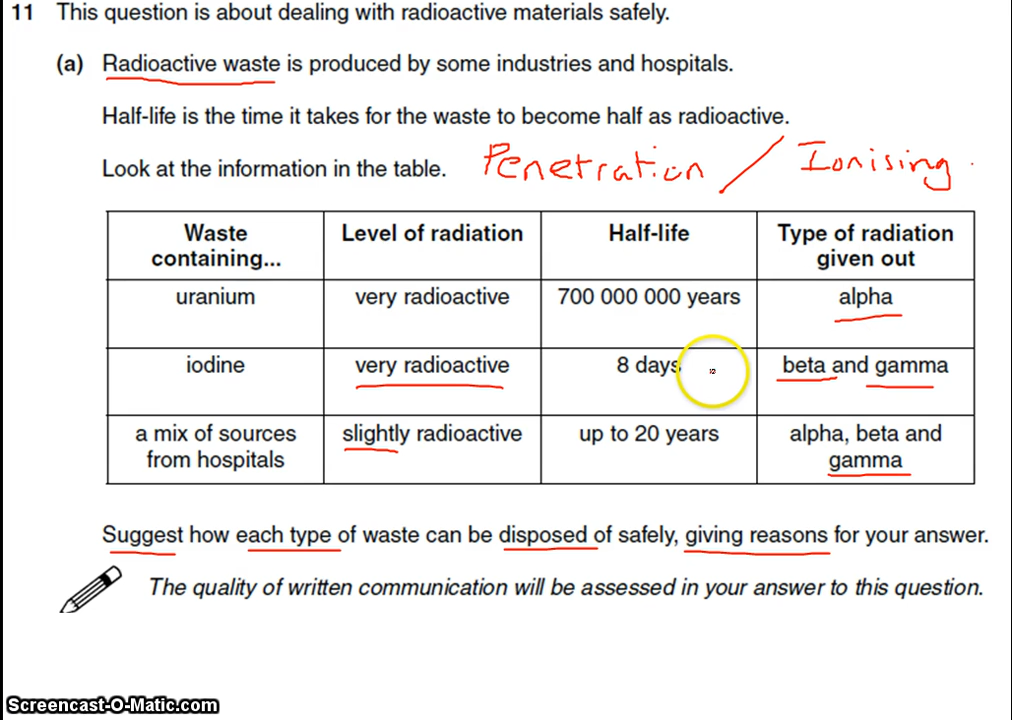 11 This question is about dealing with radioactive materials safely.
(a) Radioactive waste is produced by some industries and hospitals.
Half-life is the time it takes for the waste to become half as radioactive.
Look at the information in the table. Penetration / Ionising
Waste containing... Level of radiation Half-life Type of radiation given out
uranium very radioactive 700 000 000 years alpha
iodine very radioactive 8 days beta and gamma
a mix of sources from hospitals slightly radioactive up to 20 years alpha, beta and gamma
Suggest how each type of waste can be disposed of safely, giving reasons for your answer.
The quality of written communication will be assessed in your answer to this question.
Screencast-O-Matic.com